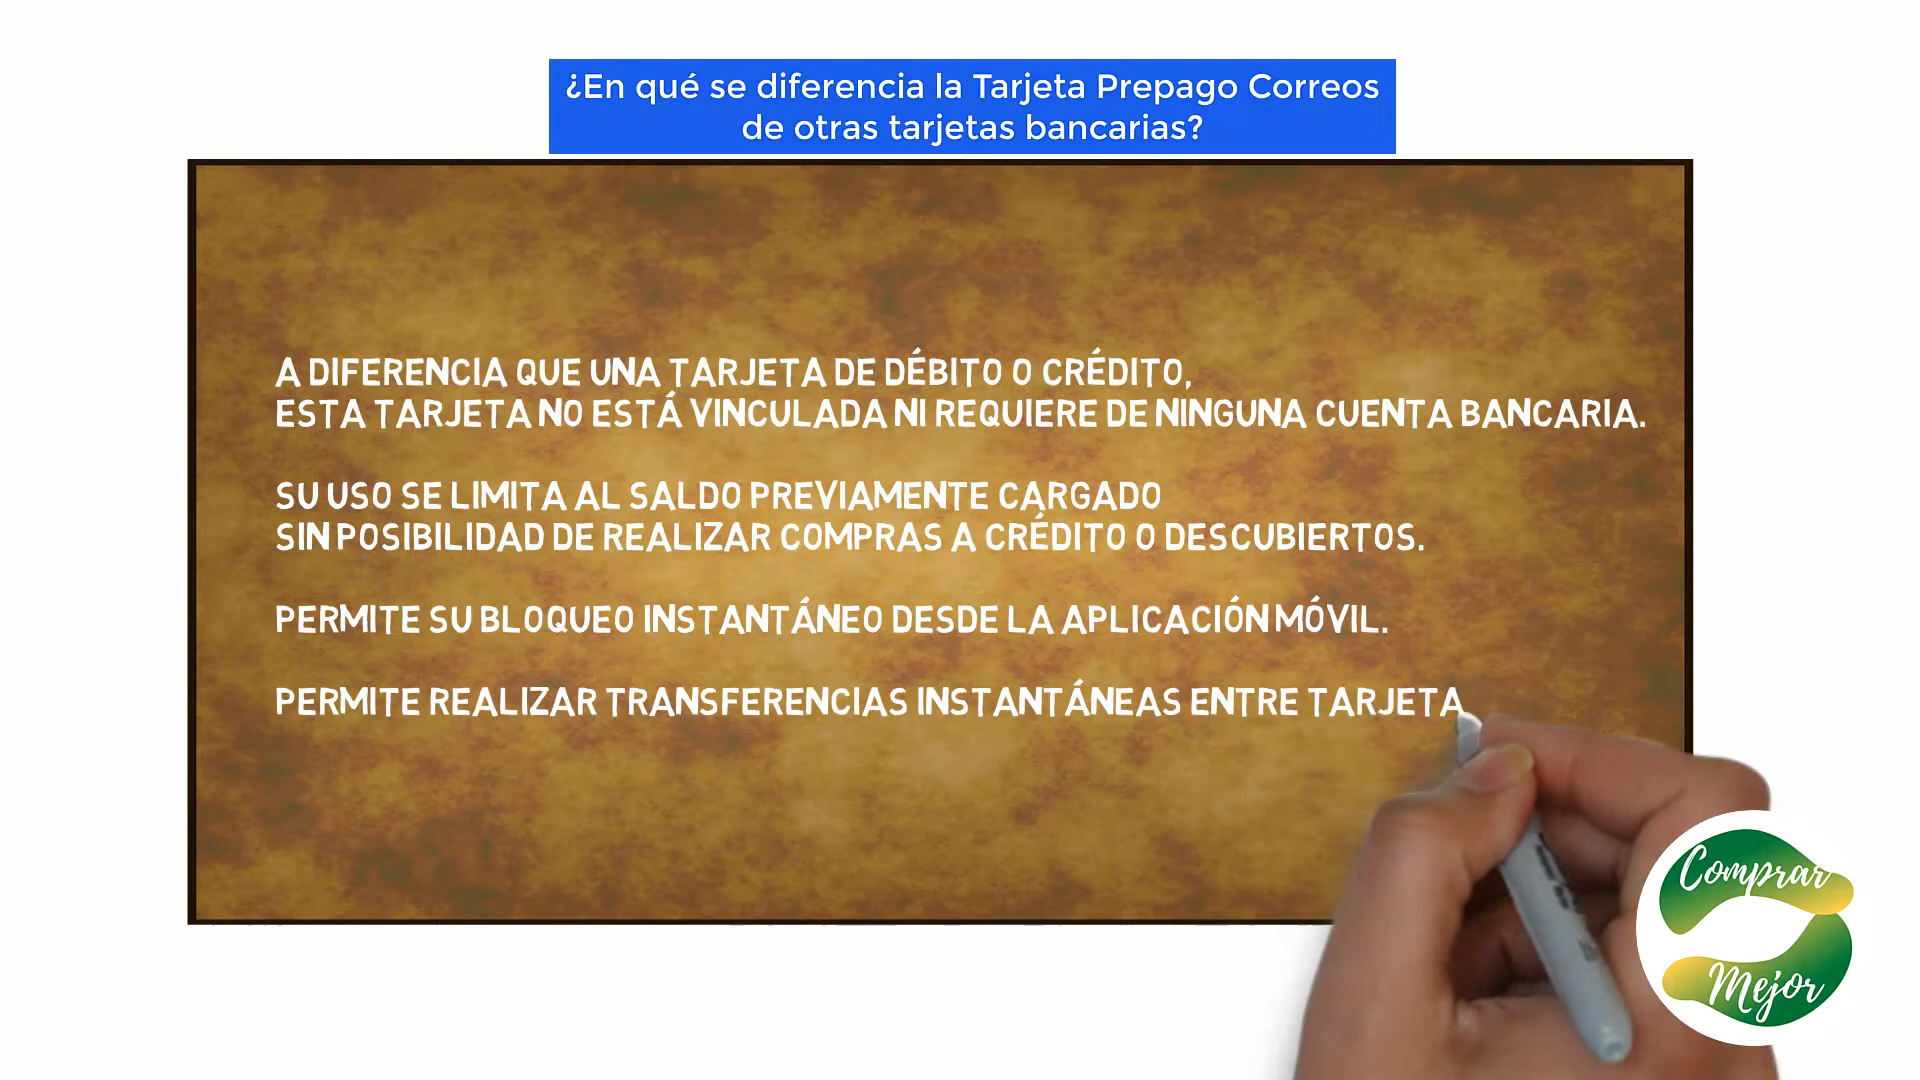 ¿En qué se diferencia la Tarjeta Prepago Correos
de otras tarjetas bancarias?
A DIFERENCIA QUE UNA TARJETA DE DÉBITO O CRÉDITO,
ESTA TARJETA NO ESTÁ VINCULADA NI REQUIERE DE NINGUNA CUENTA BANCARIA.
SU USO SE LIMITA AL SALDO PREVIAMENTE CARGADO
SIN POSIBILIDAD DE REALIZAR COMPRAS A CRÉDITO O DESCUBIERTOS.
PERMITE SU BLOQUEO INSTANTÁNEO DESDE LA APLICACIÓN MÓVIL.
PERMITE REALIZAR TRANSFERENCIAS INSTANTÁNEAS ENTRE TARJETA
Comprar
Mejor